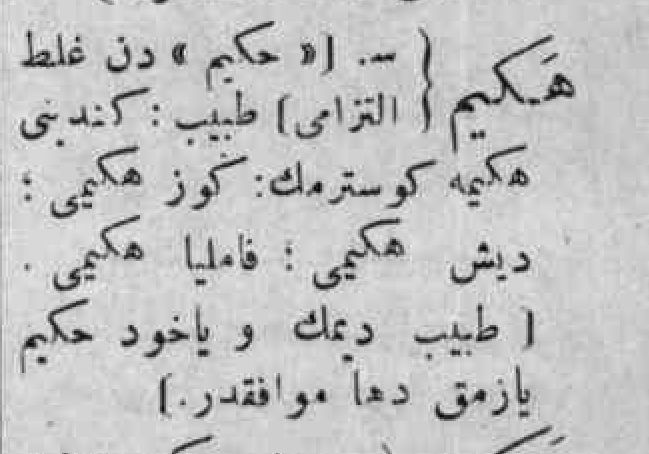 هَكيم { س. [« حكيم » دن غلط
التزامى] طبيب : كندينى
هكيمه كوسترمك : كوز هكيمى ؛
ديش هكيمى ؛ فاميليا هكيمى .
[ طبيب ديمك و ياخود حكيم
يازمق دها موافقدر .]